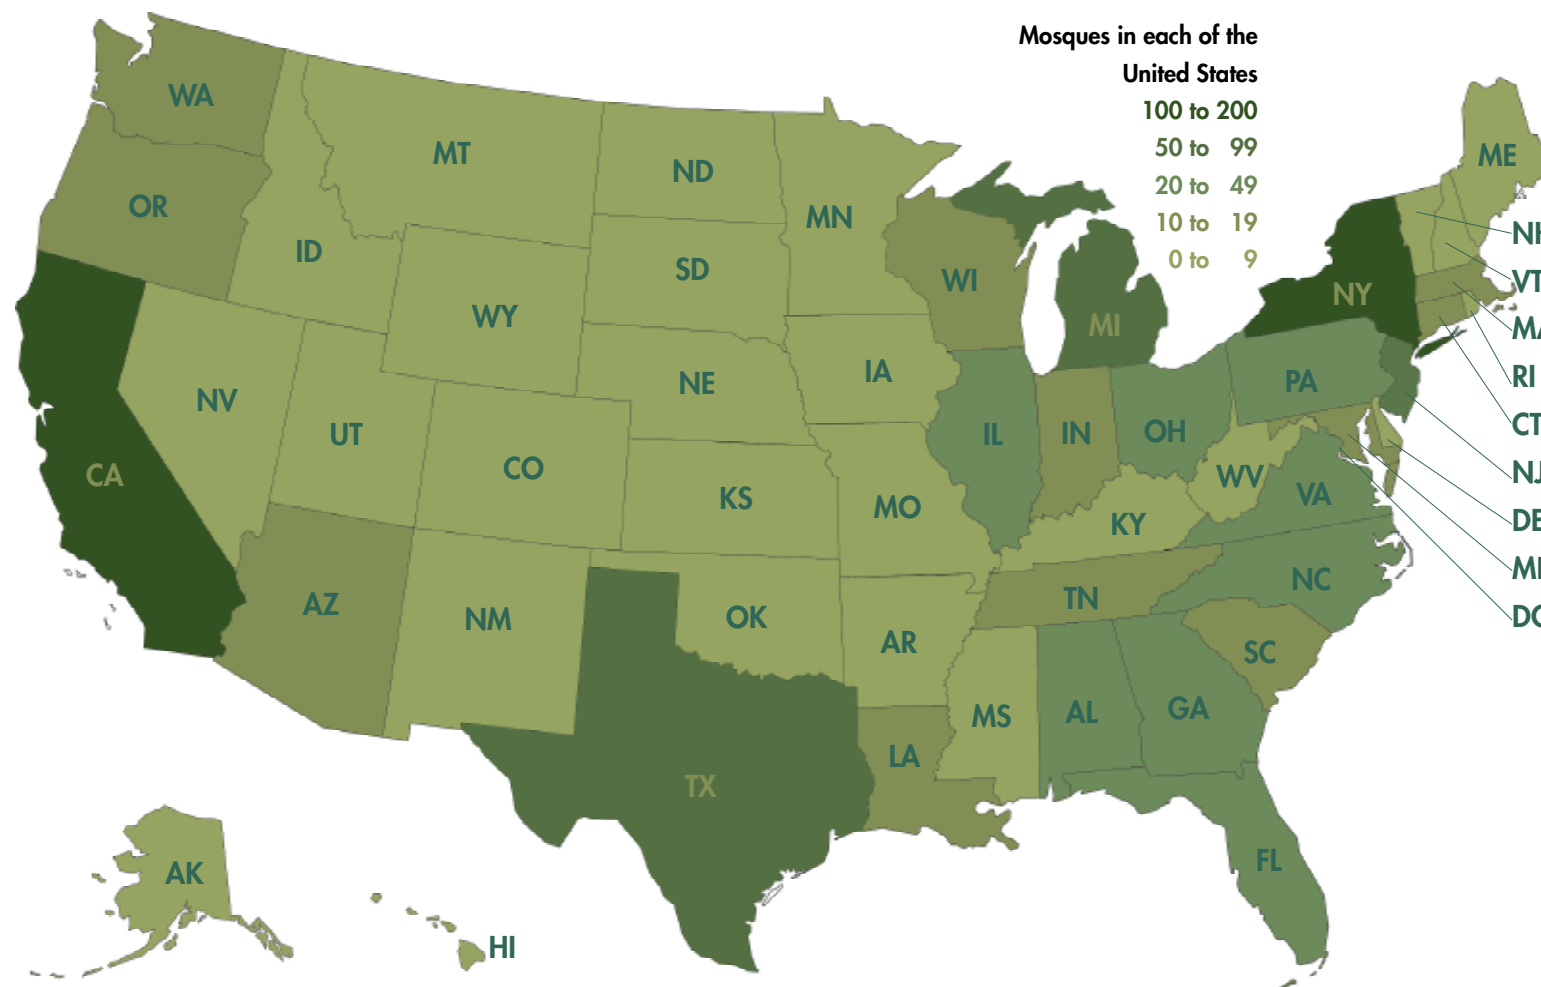 Mosques in each of the
United States
100 to 200
50 to 99
20 to 49
10 to 19
0 to 9
WA
OR
CA
ID
NV
MT
WY
UT
AZ
CO
NM
ND
SD
NE
KS
OK
TX
MN
IA
MO
AR
LA
WI
IL
MI
IN
OH
KY
TN
MS
AL
GA
FL
SC
NC
VA
WV
PA
NY
ME
VT
RI
CT
AK
HI